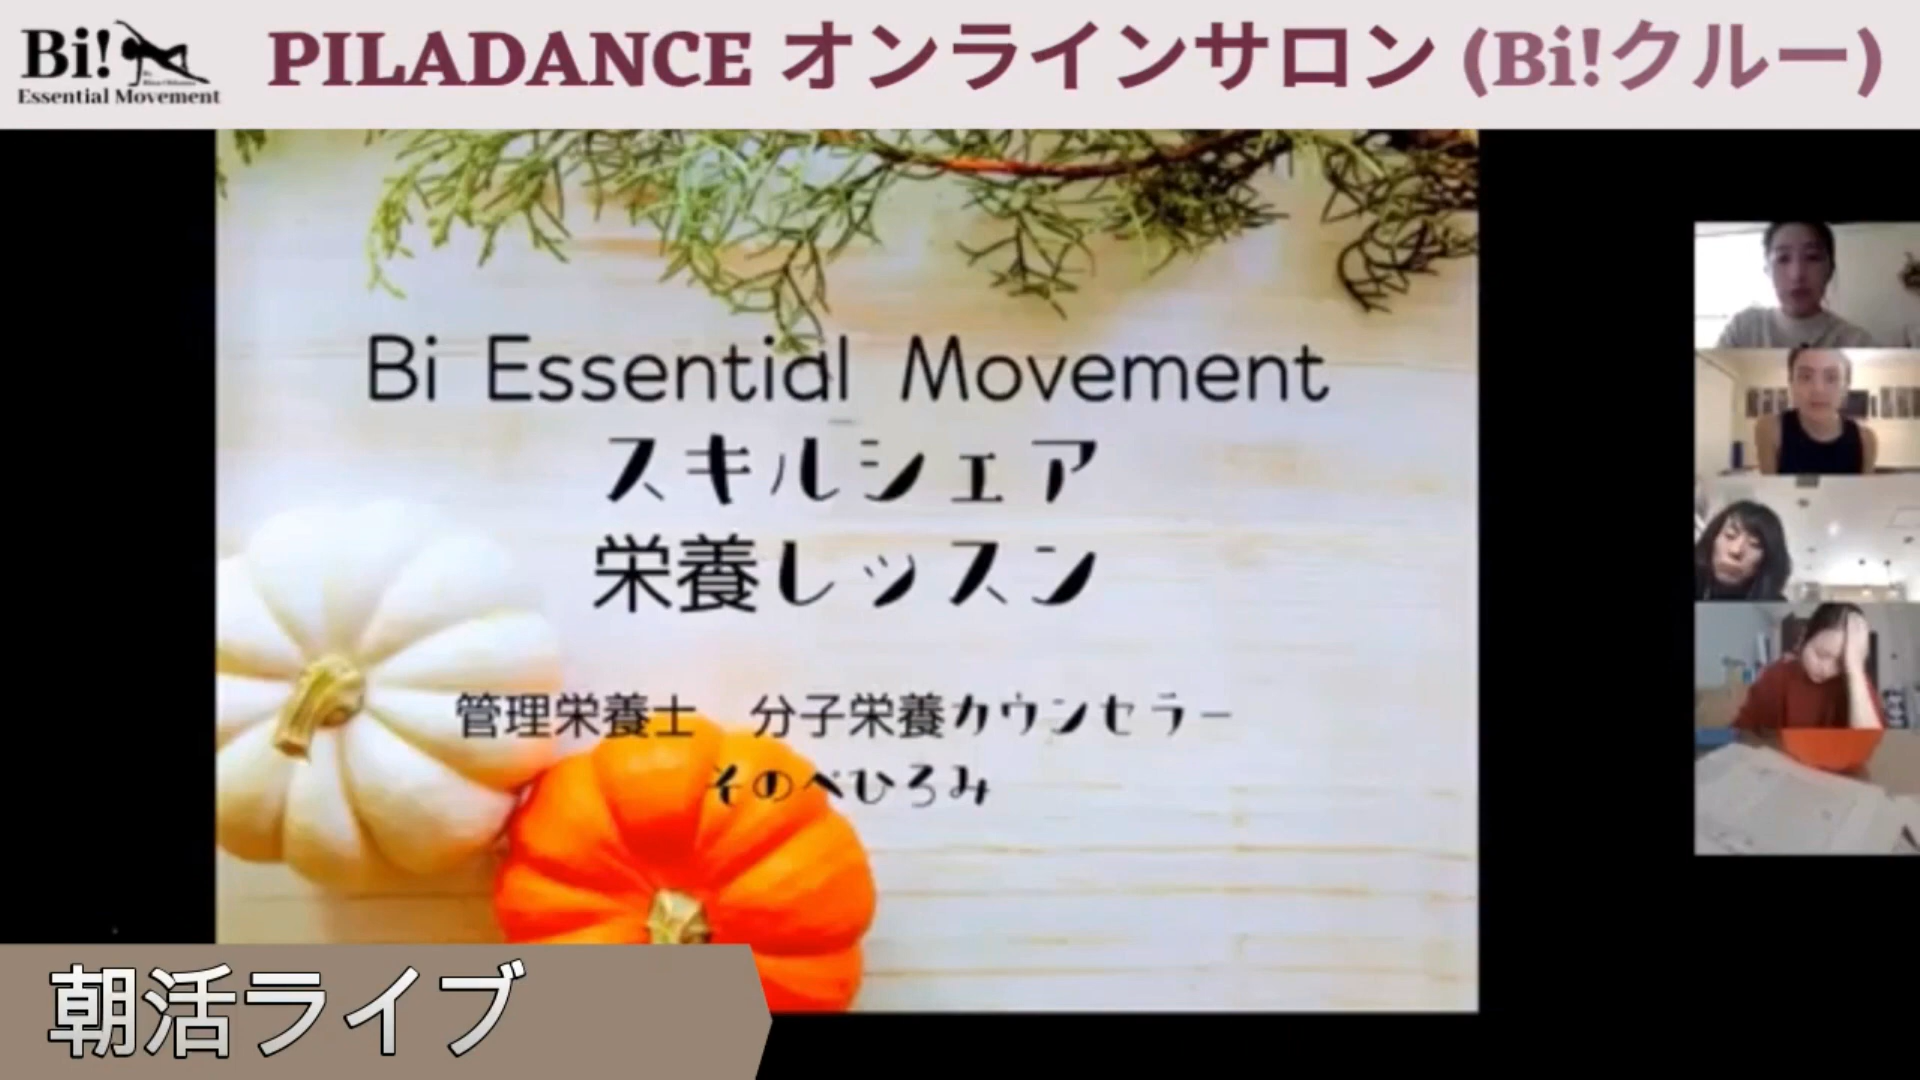 Bi!
Essential Movement
PILADANCE オンラインサロン (Bi!クルー)
Bi Essential Movement
スキルシェア
栄養レッスン
管理栄養士 分子栄養カウンセラー
そのべひろみ
朝活ライブ